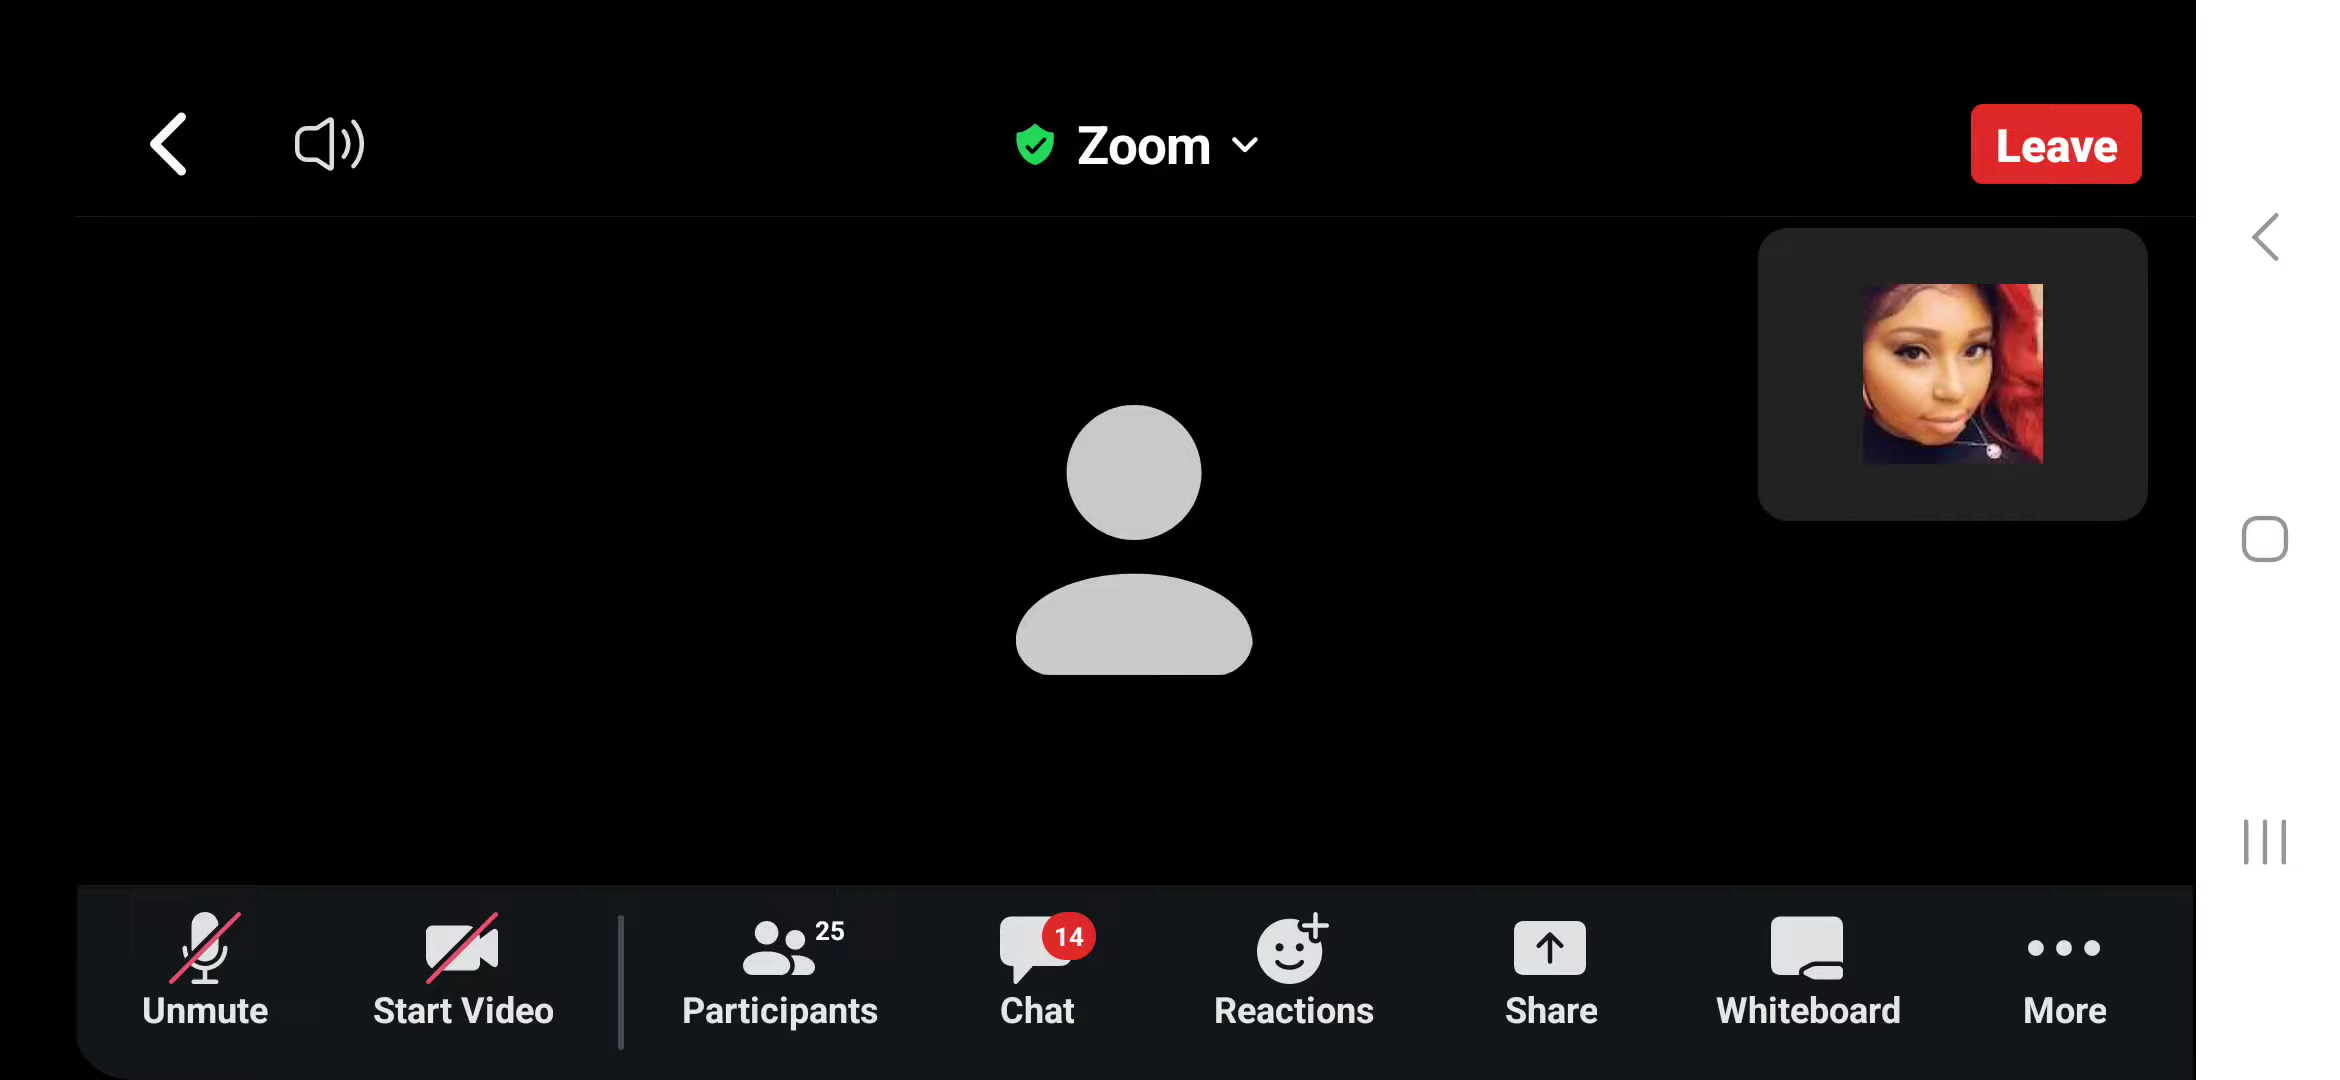 Zoom
Leave
25
14
Unmute
Start Video
Participants
Chat
Reactions
Share
Whiteboard
More